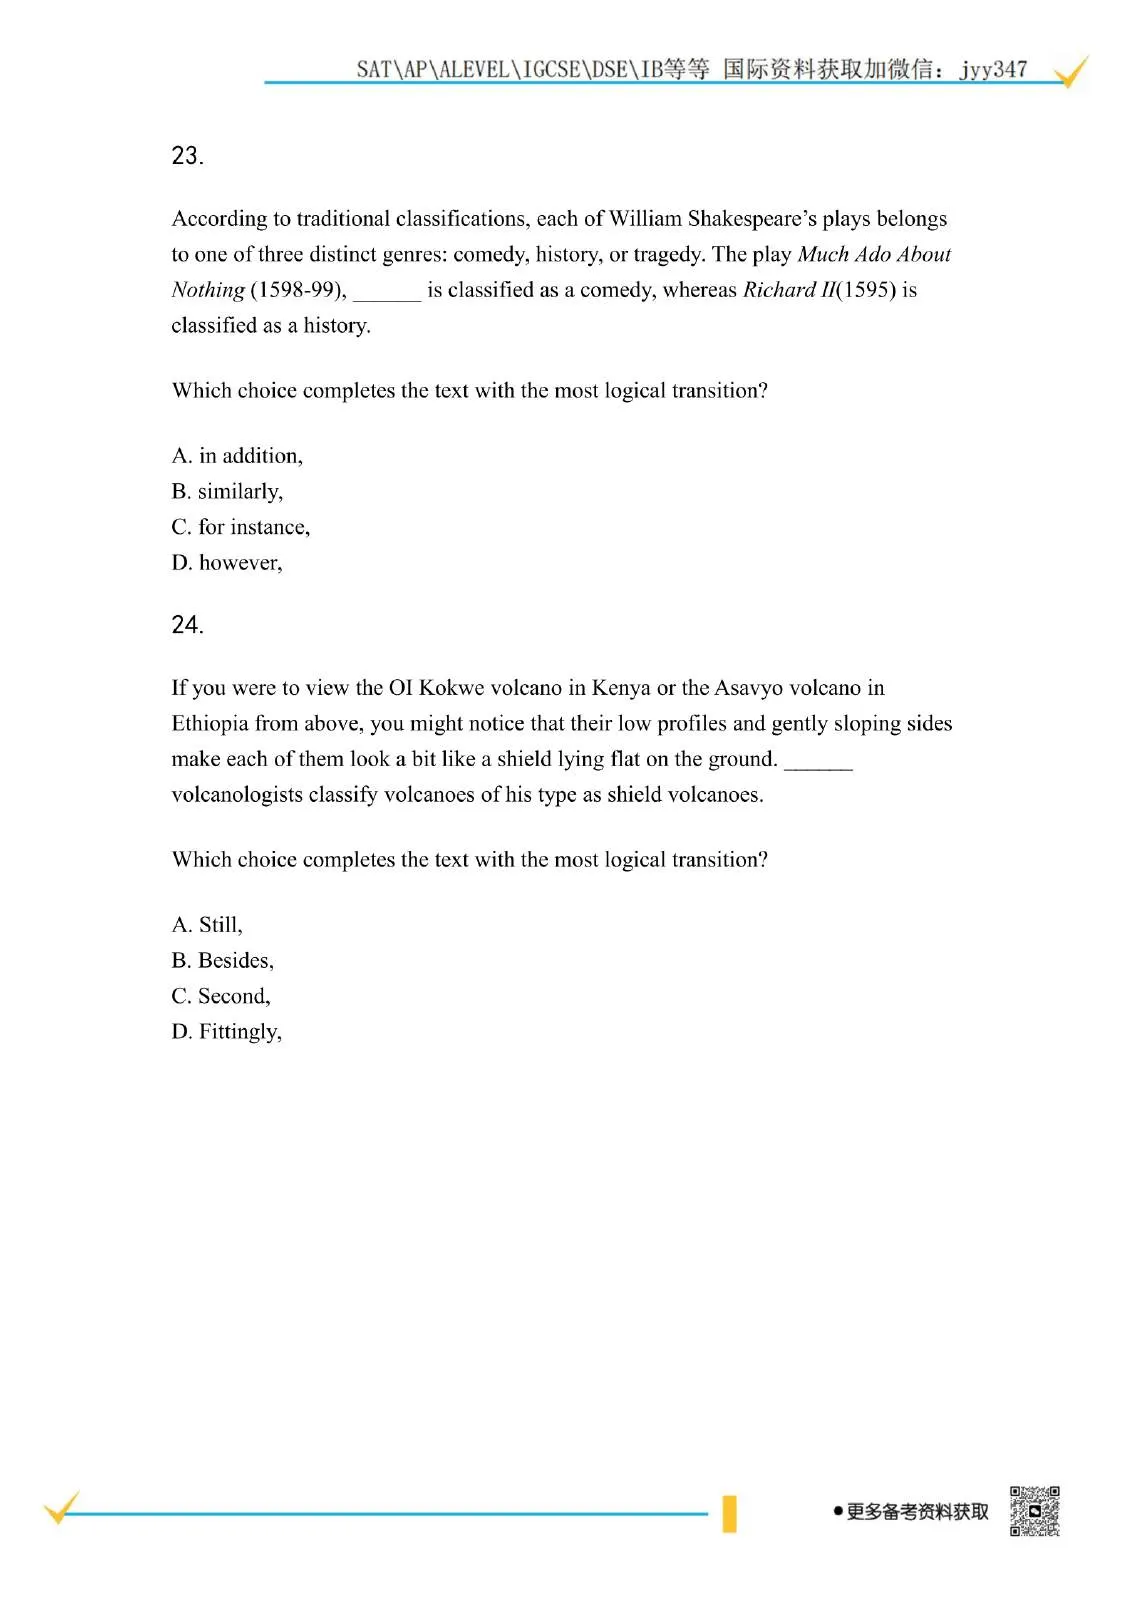 SAT\AP\ALEVEL\IGCSE\DSE\IB等等 国际资料获取加微信：jyy347
23.
According to traditional classifications, each of William Shakespeare’s plays belongs
to one of three distinct genres: comedy, history, or tragedy. The play Much Ado About
Nothing (1598-99), ______ is classified as a comedy, whereas Richard II(1595) is
classified as a history.
Which choice completes the text with the most logical transition?
A. in addition,
B. similarly,
C. for instance,
D. however,
24.
If you were to view the OI Kokwe volcano in Kenya or the Asavyo volcano in
Ethiopia from above, you might notice that their low profiles and gently sloping sides
make each of them look a bit like a shield lying flat on the ground. ______
volcanologists classify volcanoes of his type as shield volcanoes.
Which choice completes the text with the most logical transition?
A. Still,
B. Besides,
C. Second,
D. Fittingly,
●更多备考资料获取